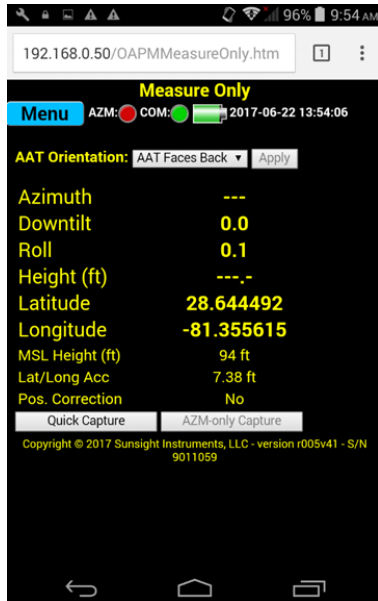 96% 9:54 AM
192.168.0.50/OAPMMeasureOnly.htm 1
Measure Only
Menu AZM: COM: 2017-06-22 13:54:06
AAT Orientation: AAT Faces Back Apply
Azimuth ---
Downtilt 0.0
Roll 0.1
Height (ft) ---.-
Latitude 28.644492
Longitude -81.355615
MSL Height (ft) 94 ft
Lat/Long Acc 7.38 ft
Pos. Correction No
Quick Capture AZM-only Capture
Copyright © 2017 Sunsight Instruments, LLC - version r005v41 - S/N
9011059